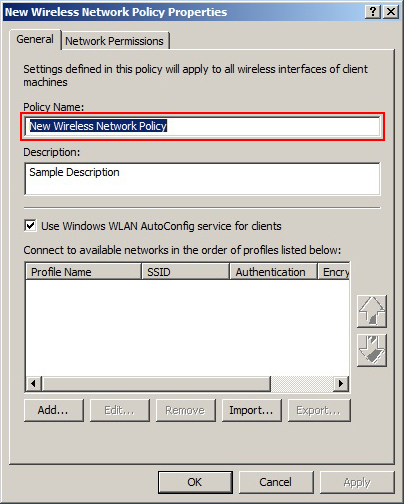 New Wireless Network Policy Properties
General
Network Permissions
Settings defined in this policy will apply to all wireless interfaces of client
machines
Policy Name:
New Wireless Network Policy
Description:
Sample Description
Use Windows WLAN AutoConfig service for clients
Connect to available networks in the order of profiles listed below:
Profile Name SSID Authentication Encry
Add... Edit... Remove Import... Export...
OK Cancel Apply